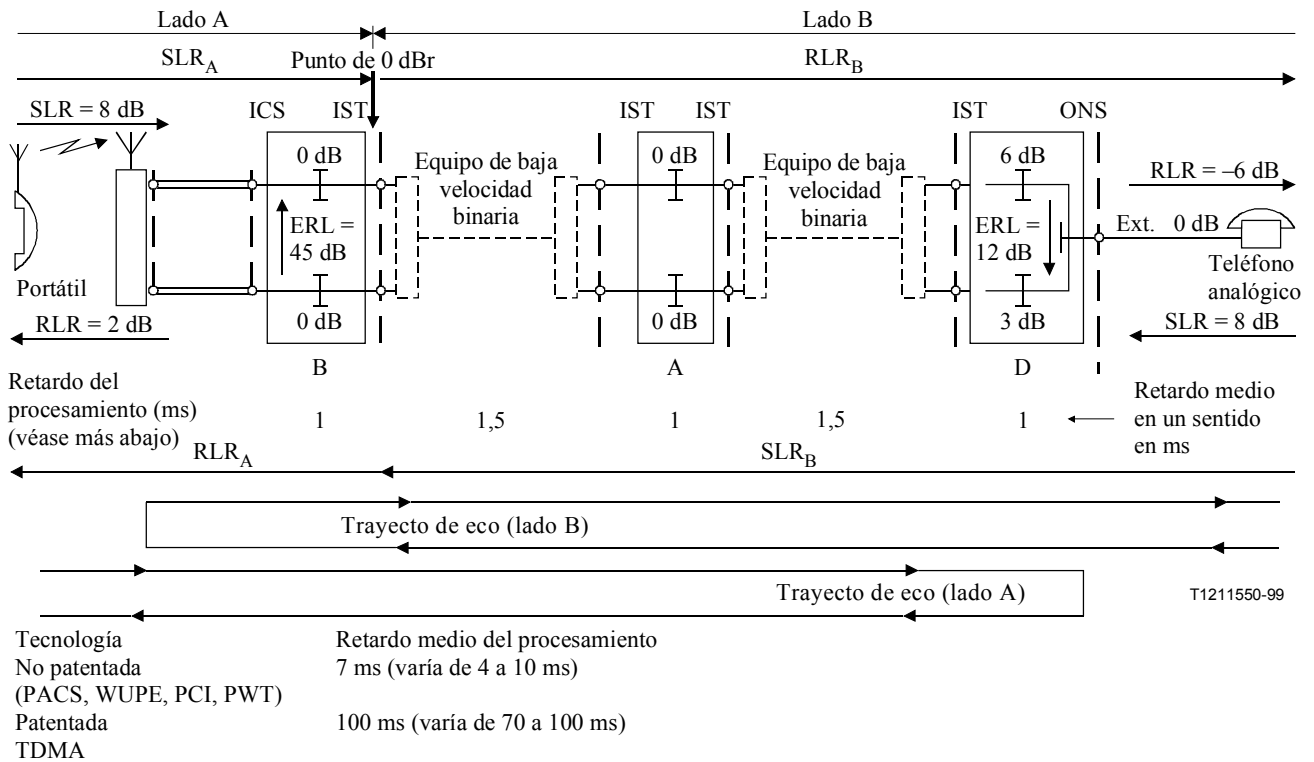 Lado A
Lado B
SLRA
Punto de 0 dBr
RLRB
SLR = 8 dB
ICS
IST
IST
IST
IST
ONS
0 dB
Equipo de baja
velocidad
binaria
0 dB
Equipo de baja
velocidad
binaria
6 dB
RLR = –6 dB
ERL =
45 dB
ERL =
12 dB
Ext.
0 dB
Portátil
Teléfono
analógico
0 dB
0 dB
3 dB
RLR = 2 dB
SLR = 8 dB
B
A
D
Retardo del
procesamiento (ms)
(véase más abajo)
1
1,5
1
1,5
1
Retardo medio
en un sentido
en ms
RLRA
SLRB
Trayecto de eco (lado B)
Trayecto de eco (lado A)
T1211550-99
Tecnología
Retardo medio del procesamiento
No patentada
7 ms (varía de 4 a 10 ms)
(PACS, WUPE, PCI, PWT)
Patentada
100 ms (varía de 70 a 100 ms)
TDMA